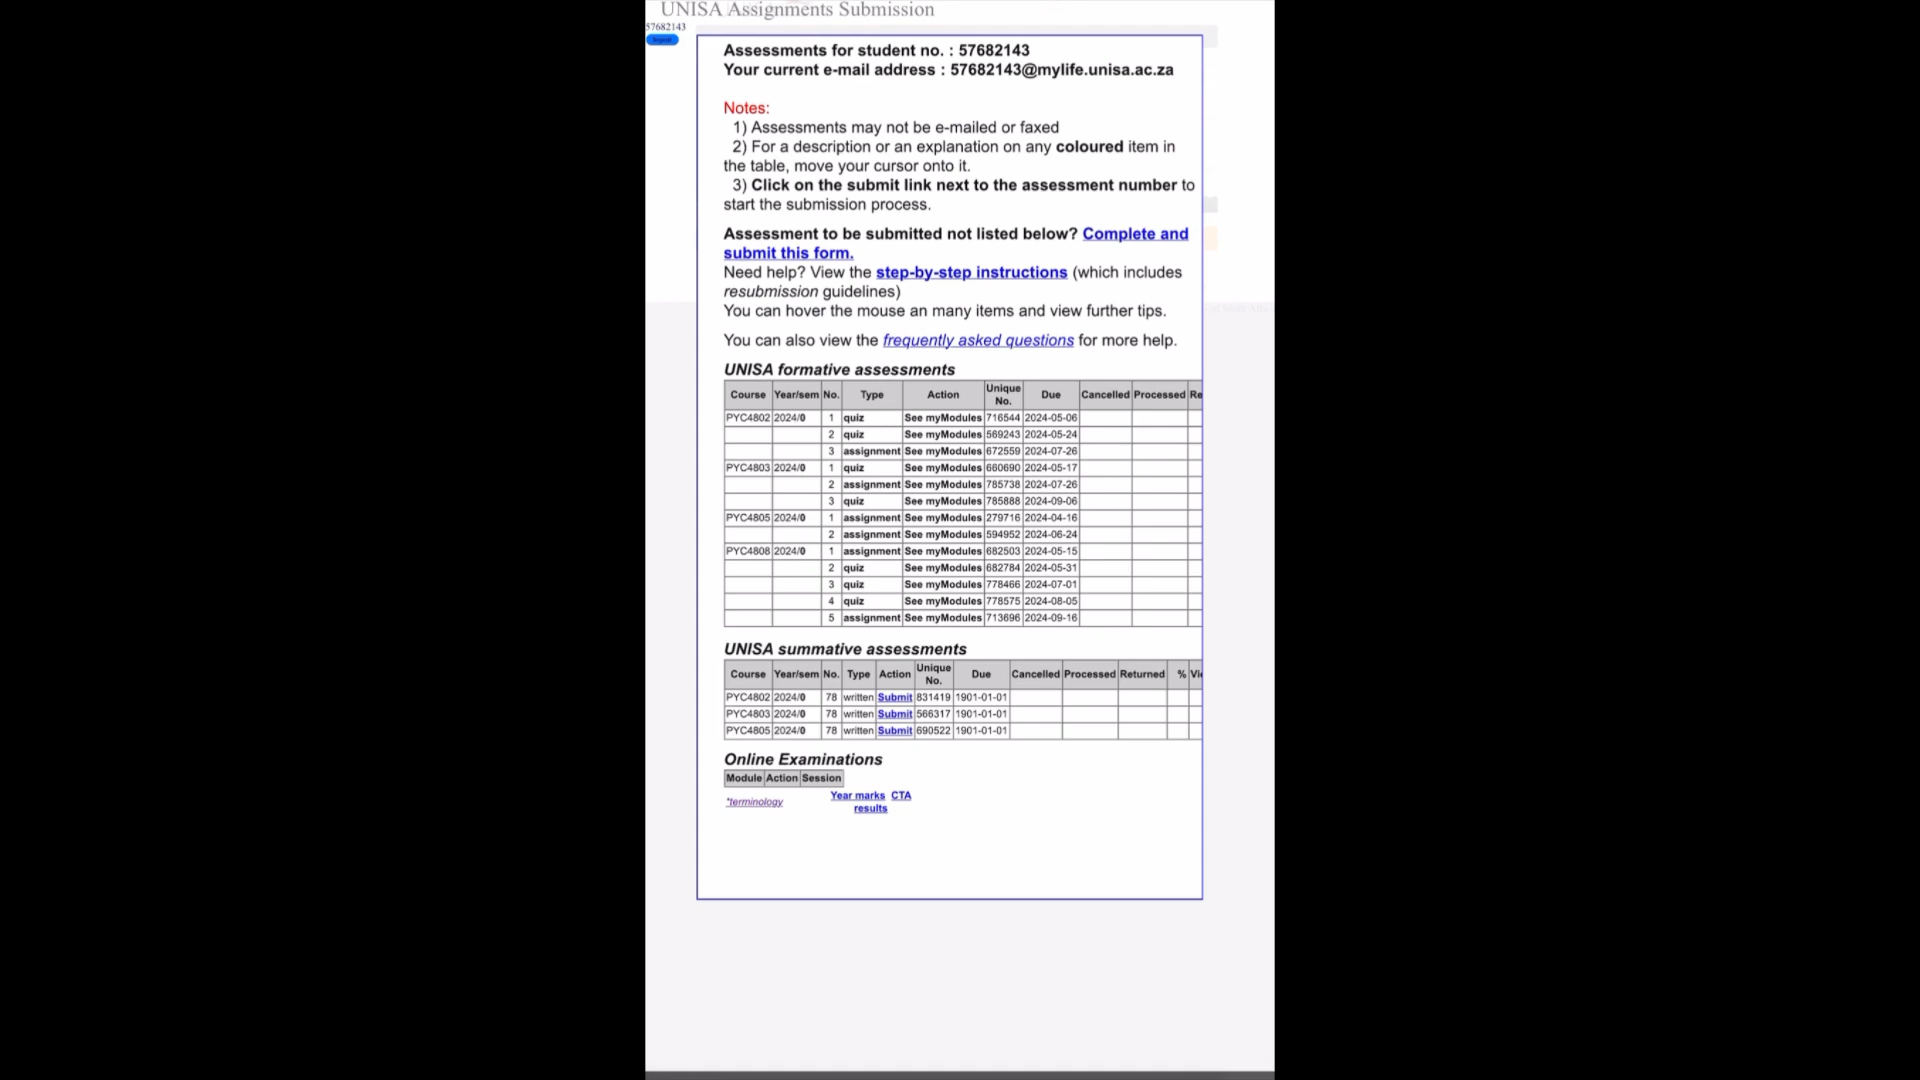 UNISA Assignments Submission
57682143
Assessments for student no. : 57682143
Your current e-mail address : 57682143@mylife.unisa.ac.za
Notes:
1) Assessments may not be e-mailed or faxed
2) For a description or an explanation on any coloured item in
the table, move your cursor onto it.
3) Click on the submit link next to the assessment number to
start the submission process.
Assessment to be submitted not listed below? Complete and
submit this form.
Need help? View the step-by-step instructions (which includes
resubmission guidelines)
You can hover the mouse an many items and view further tips.
You can also view the frequently asked questions for more help.
UNISA formative assessments
Course Year/sem No. Type Action Unique No. Due Cancelled Processed Re
PYC4802 2024/0 1 quiz See myModules 716544 2024-05-06
2 quiz See myModules 569243 2024-05-24
3 assignment See myModules 672559 2024-07-26
PYC4803 2024/0 1 quiz See myModules 660690 2024-05-17
2 assignment See myModules 785738 2024-07-26
3 quiz See myModules 785888 2024-09-06
PYC4805 2024/0 1 assignment See myModules 279716 2024-04-16
2 assignment See myModules 594952 2024-06-24
PYC4808 2024/0 1 assignment See myModules 682503 2024-05-15
2 quiz See myModules 682784 2024-05-31
3 quiz See myModules 778466 2024-07-01
4 quiz See myModules 778575 2024-08-05
5 assignment See myModules 713696 2024-09-16
UNISA summative assessments
Course Year/sem No. Type Action Unique No. Due Cancelled Processed Returned % Vi
PYC4802 2024/0 78 written Submit 831419 1901-01-01
PYC4803 2024/0 78 written Submit 566317 1901-01-01
PYC4805 2024/0 78 written Submit 690522 1901-01-01
Online Examinations
Module Action Session
*terminology
Year marks CTA
results